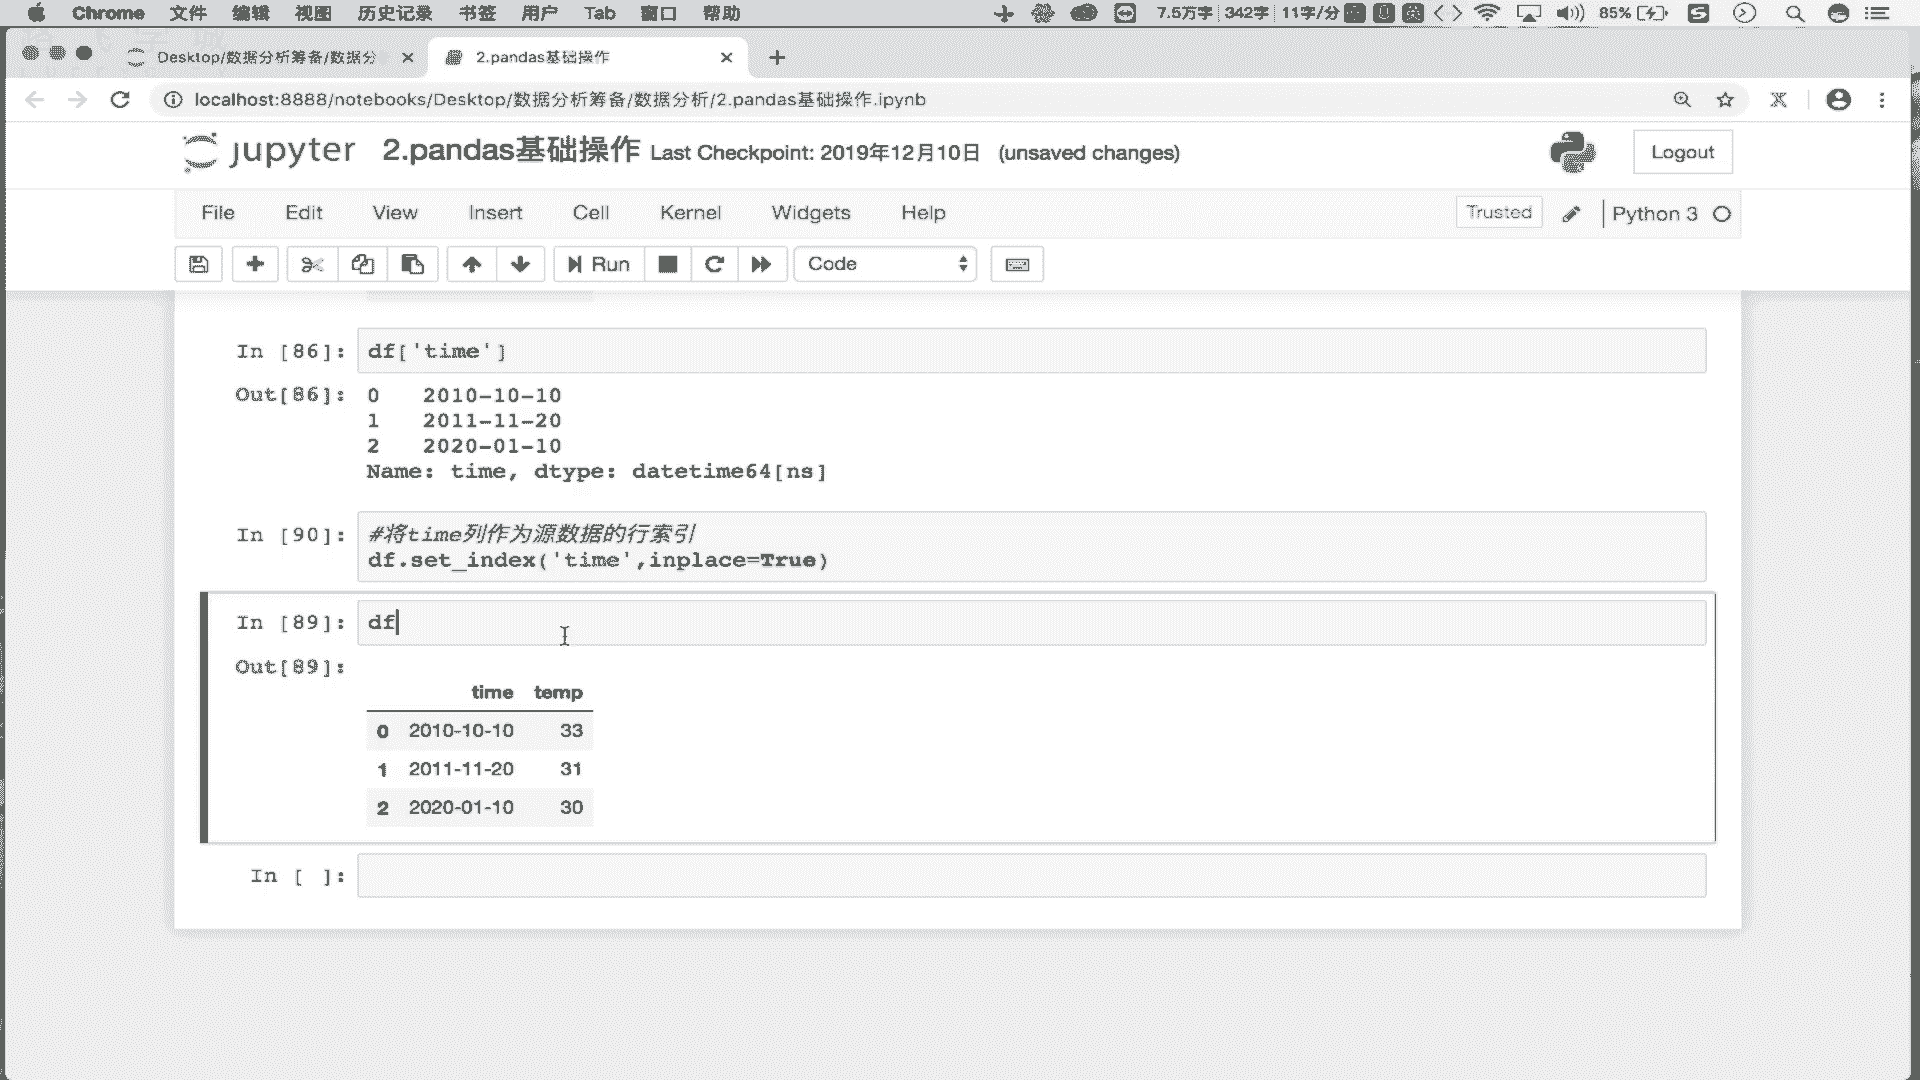 Chrome 文件 编辑 视图 历史记录 书签 用户 Tab 窗口 帮助 7.5万字 342字 11字/分 英 85%
Desktop/数据分析筹备/数据分 2.pandas基础操作
localhost:8888/notebooks/Desktop/数据分析筹备/数据分析/2.pandas基础操作.ipynb
jupyter 2.pandas基础操作 Last Checkpoint: 2019年12月10日 (unsaved changes) Logout
File Edit View Insert Cell Kernel Widgets Help Trusted Python 3
Run Code
In [86]: df['time']
Out[86]: 0 2010-10-10
1 2011-11-20
2 2020-01-10
Name: time, dtype: datetime64[ns]
In [90]: #将time列作为源数据的行索引
df.set_index('time',inplace=True)
In [89]: df
Out[89]:
time temp
0 2010-10-10 33
1 2011-11-20 31
2 2020-01-10 30
In [ ]: